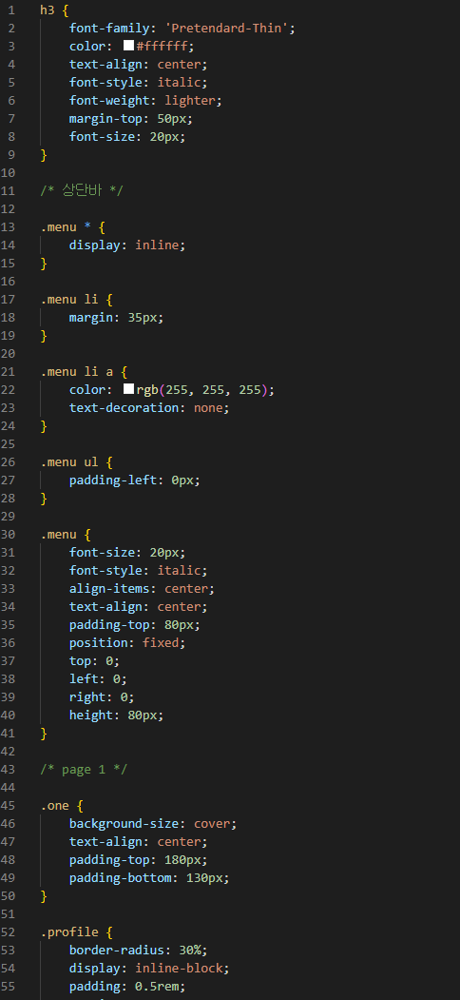 1 h3 {
2 font-family: 'Pretendard-Thin';
3 color: #ffffff;
4 text-align: center;
5 font-style: italic;
6 font-weight: lighter;
7 margin-top: 50px;
8 font-size: 20px;
9 }
10
11 /* 상단바 */
12
13 .menu * {
14 display: inline;
15 }
16
17 .menu li {
18 margin: 35px;
19 }
20
21 .menu li a {
22 color: rgb(255, 255, 255);
23 text-decoration: none;
24 }
25
26 .menu ul {
27 padding-left: 0px;
28 }
29
30 .menu {
31 font-size: 20px;
32 font-style: italic;
33 align-items: center;
34 text-align: center;
35 padding-top: 80px;
36 position: fixed;
37 top: 0;
38 left: 0;
39 right: 0;
40 height: 80px;
41 }
42
43 /* page 1 */
44
45 .one {
46 background-size: cover;
47 text-align: center;
48 padding-top: 180px;
49 padding-bottom: 130px;
50 }
51
52 .profile {
53 border-radius: 30%;
54 display: inline-block;
55 padding: 0.5rem;